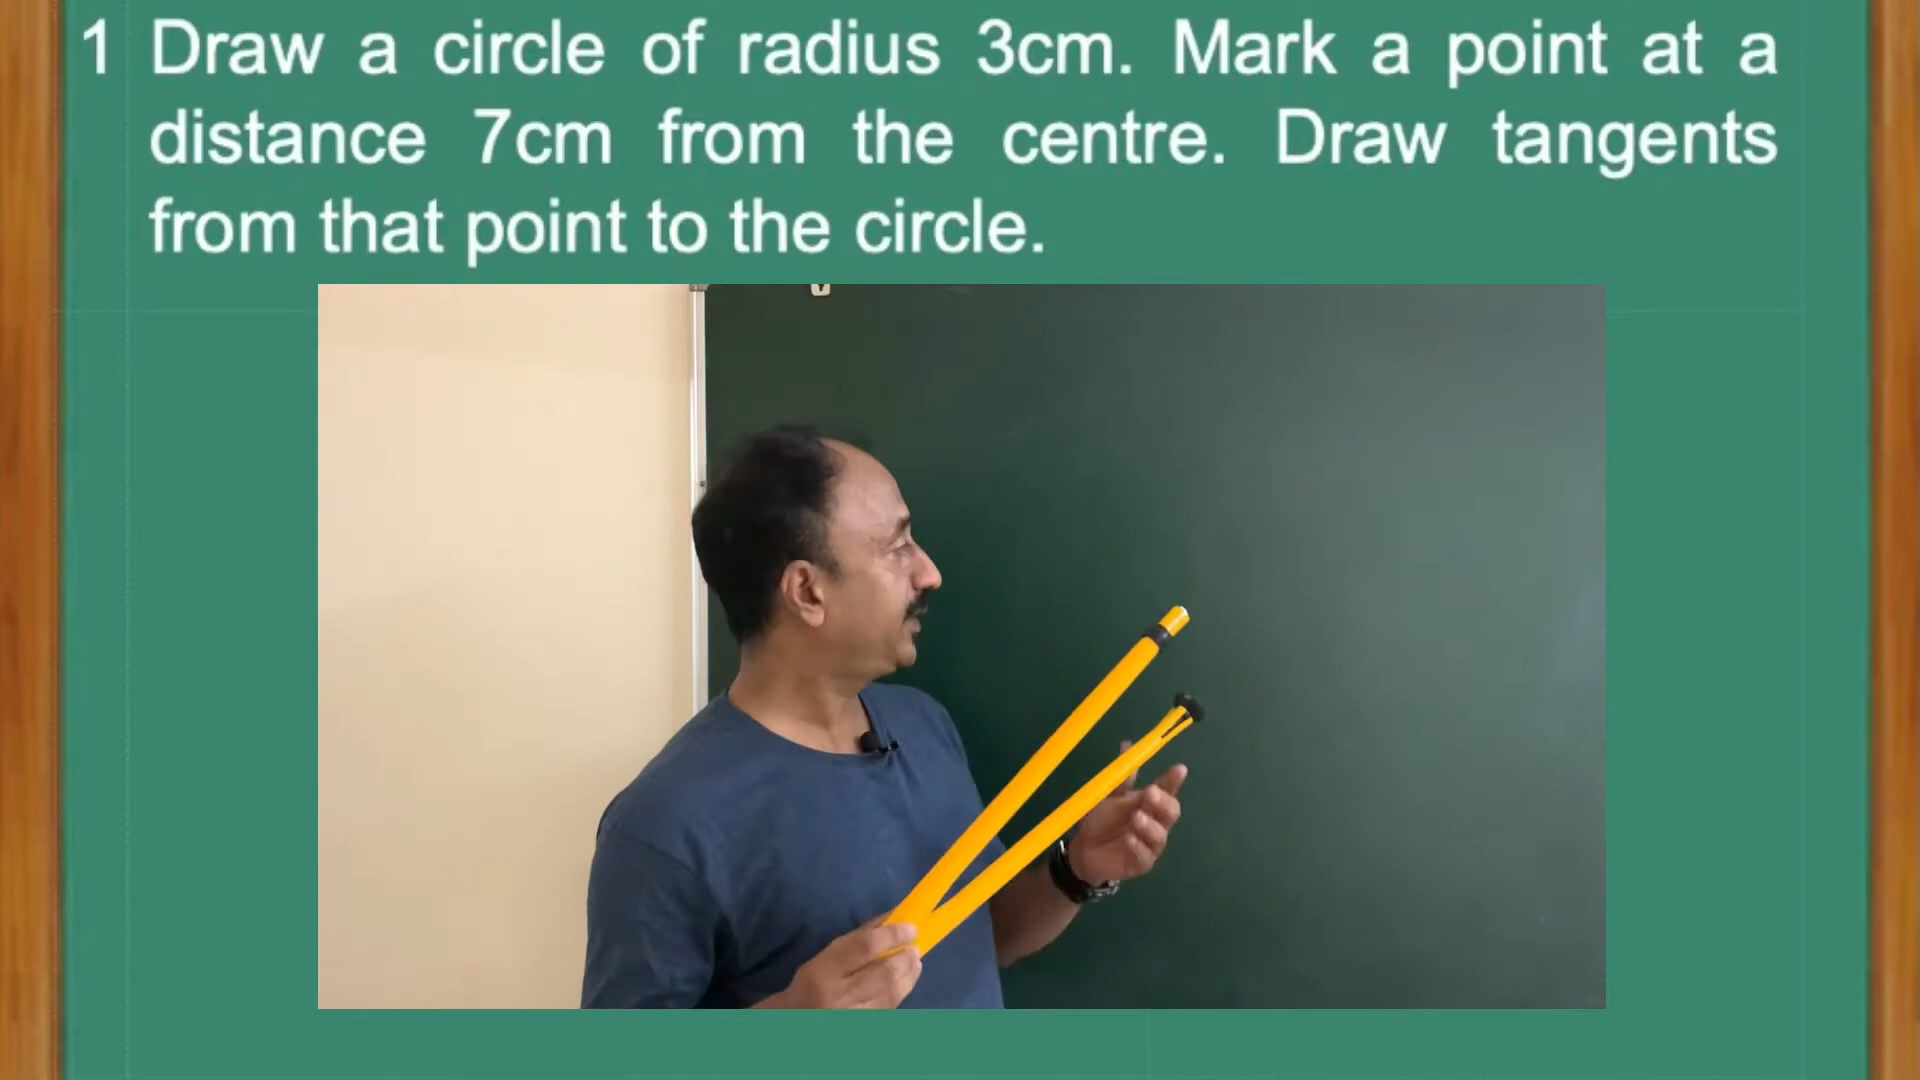 1 Draw a circle of radius 3cm. Mark a point at a
distance 7cm from the centre. Draw tangents
from that point to the circle.